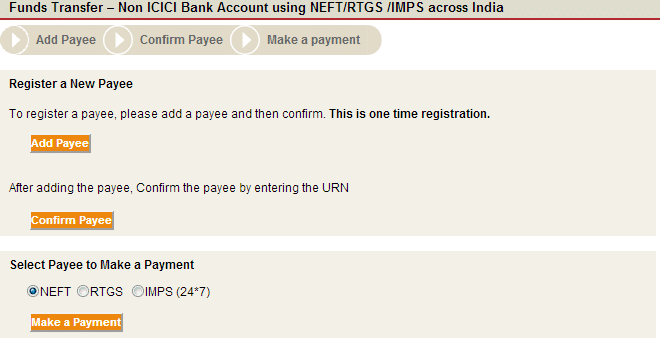 Funds Transfer – Non ICICI Bank Account using NEFT/RTGS /IMPS across India
Add Payee Confirm Payee Make a payment
Register a New Payee
To register a payee, please add a payee and then confirm. This is one time registration.
Add Payee
After adding the payee, Confirm the payee by entering the URN
Confirm Payee
Select Payee to Make a Payment
NEFT RTGS IMPS (24*7)
Make a Payment